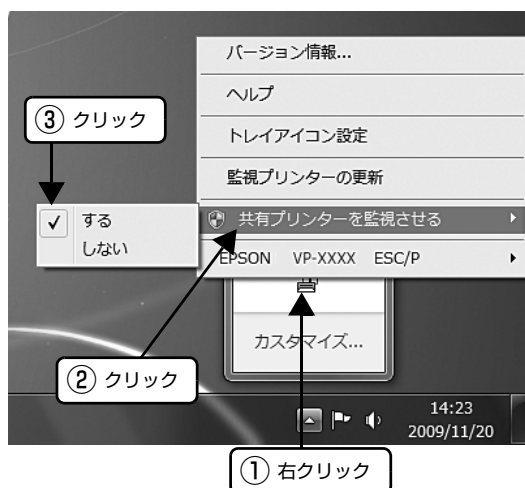 バージョン情報...
ヘルプ
③ クリック
トレイアイコン設定
監視プリンターの更新
する
共有プリンターを監視させる
しない
EPSON VP-XXXX ESC/P
カスタマイズ...
② クリック
14:23
2009/11/20
① 右クリック